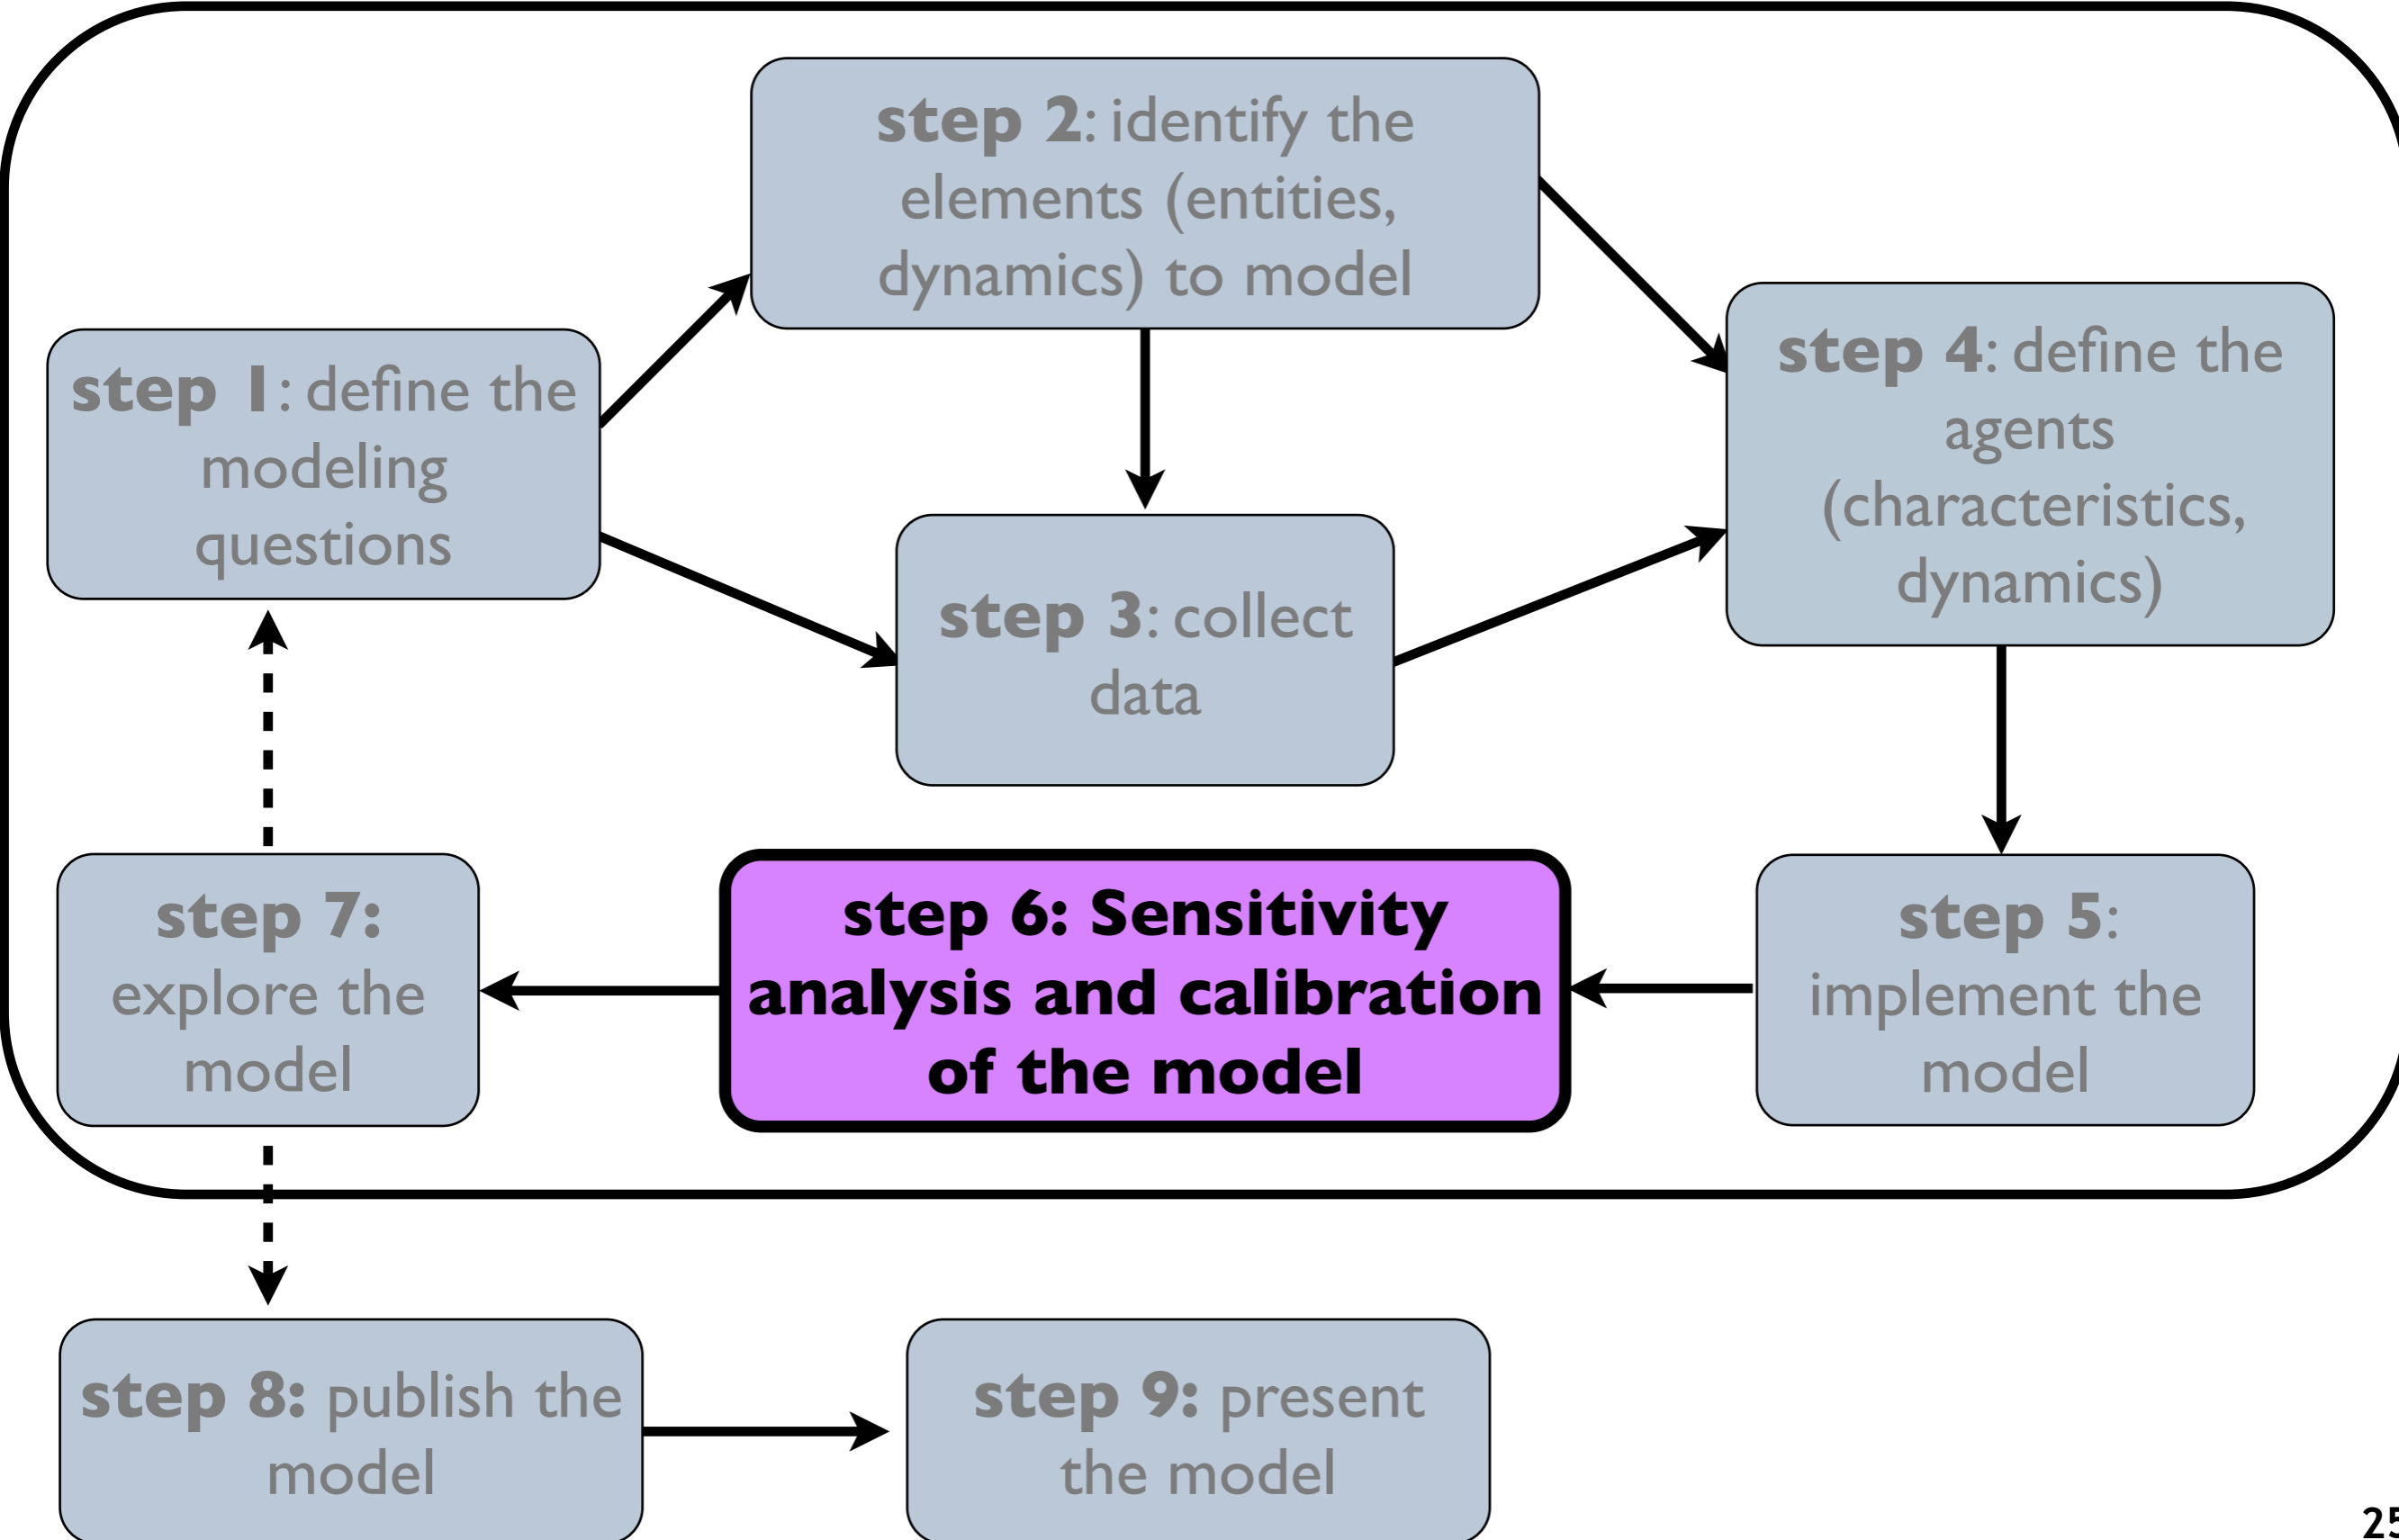 step 1: define the
modeling
questions
step 2: identify the
elements (entities,
dynamics) to model
step 3: collect
data
step 4: define the
agents
(characteristics,
dynamics)
step 5:
implement the
model
step 6: Sensitivity
analysis and calibration
of the model
step 7:
explore the
model
step 8: publish the
model
step 9: present
the model
25